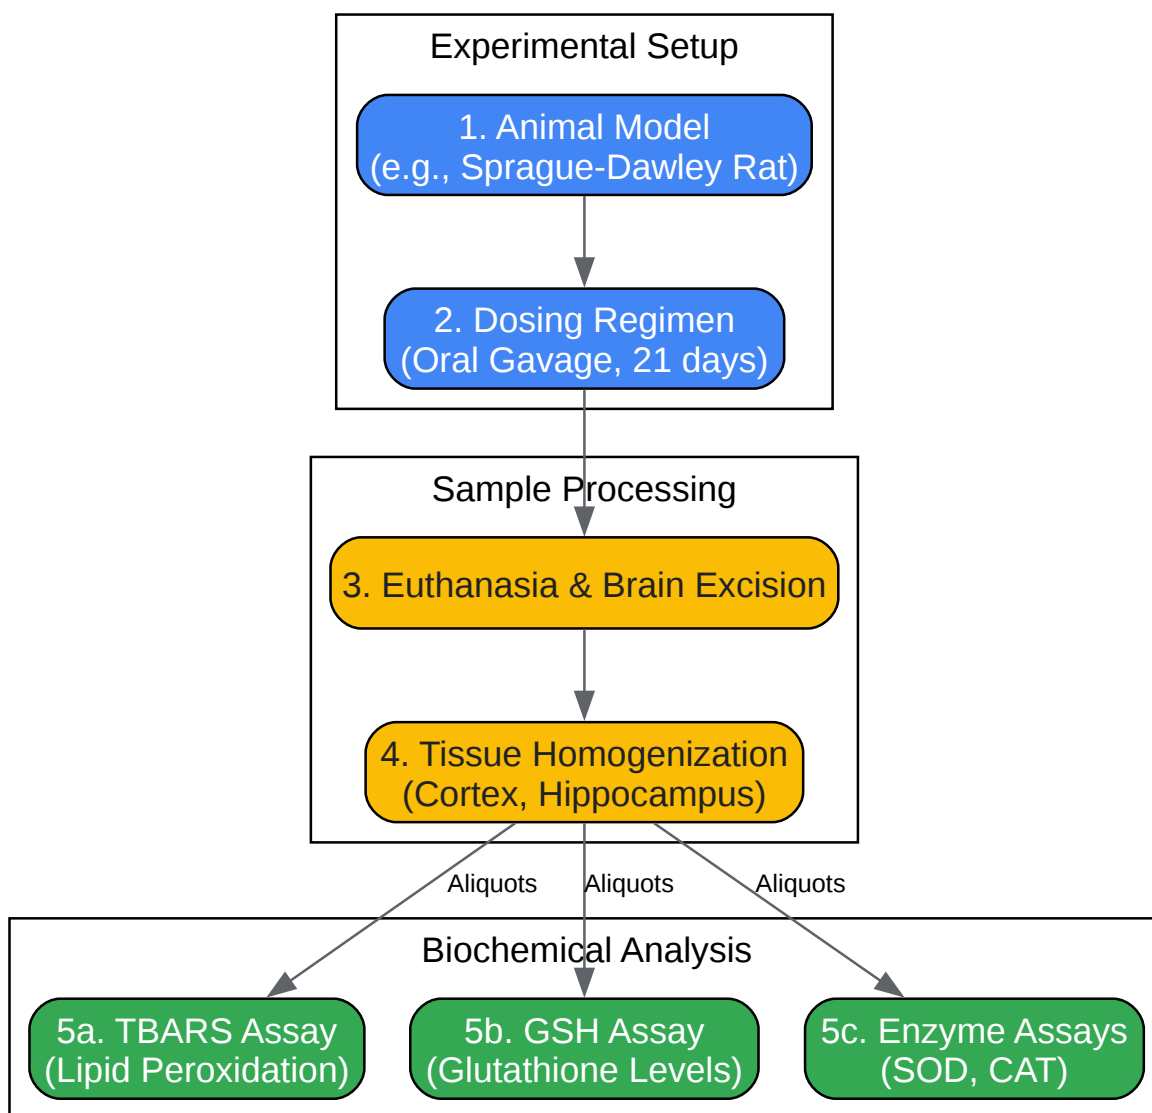 Experimental Setup
1. Animal Model
(e.g., Sprague-Dawley Rat)
2. Dosing Regimen
(Oral Gavage, 21 days)
Sample Processing
3. Euthanasia & Brain Excision
4. Tissue Homogenization
(Cortex, Hippocampus)
Aliquots
Aliquots
Aliquots
Biochemical Analysis
5a. TBARS Assay
(Lipid Peroxidation)
5b. GSH Assay
(Glutathione Levels)
5c. Enzyme Assays
(SOD, CAT)